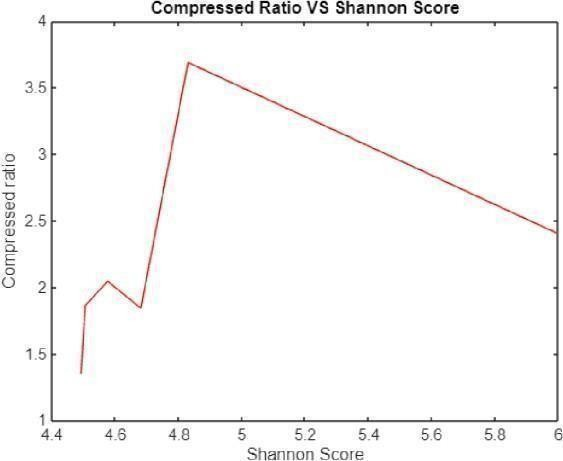 Compressed Ratio VS Shannon Score
4
3.5
3
2.5
2
1.5
1
Compressed ratio
4.4 4.6 4.8 5 5.2 5.4 5.6 5.8 6
Shannon Score